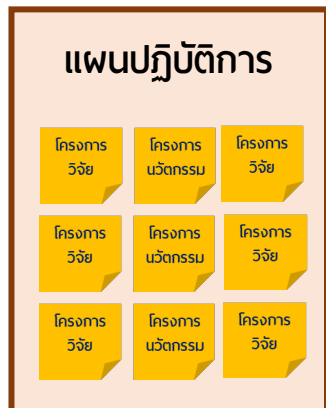 แผนปฏิบัติการ
โครงการ
วิจัย
โครงการ
นวัตกรรม
โครงการ
วิจัย
โครงการ
วิจัย
โครงการ
นวัตกรรม
โครงการ
วิจัย
โครงการ
วิจัย
โครงการ
นวัตกรรม
โครงการ
วิจัย